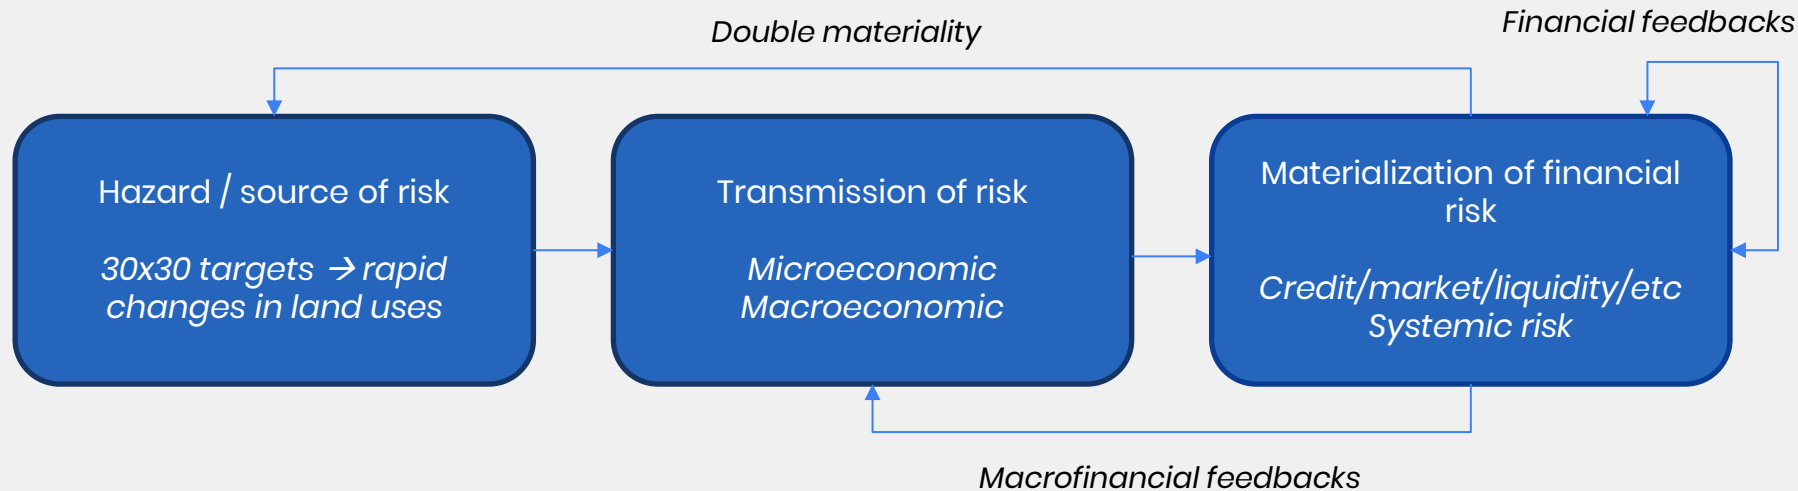 Double materiality
Financial feedbacks
Hazard / source of risk
30x30 targets → rapid
changes in land uses
Transmission of risk
Microeconomic
Macroeconomic
Materialization of financial
risk
Credit/market/liquidity/etc
Systemic risk
Macrofinancial feedbacks